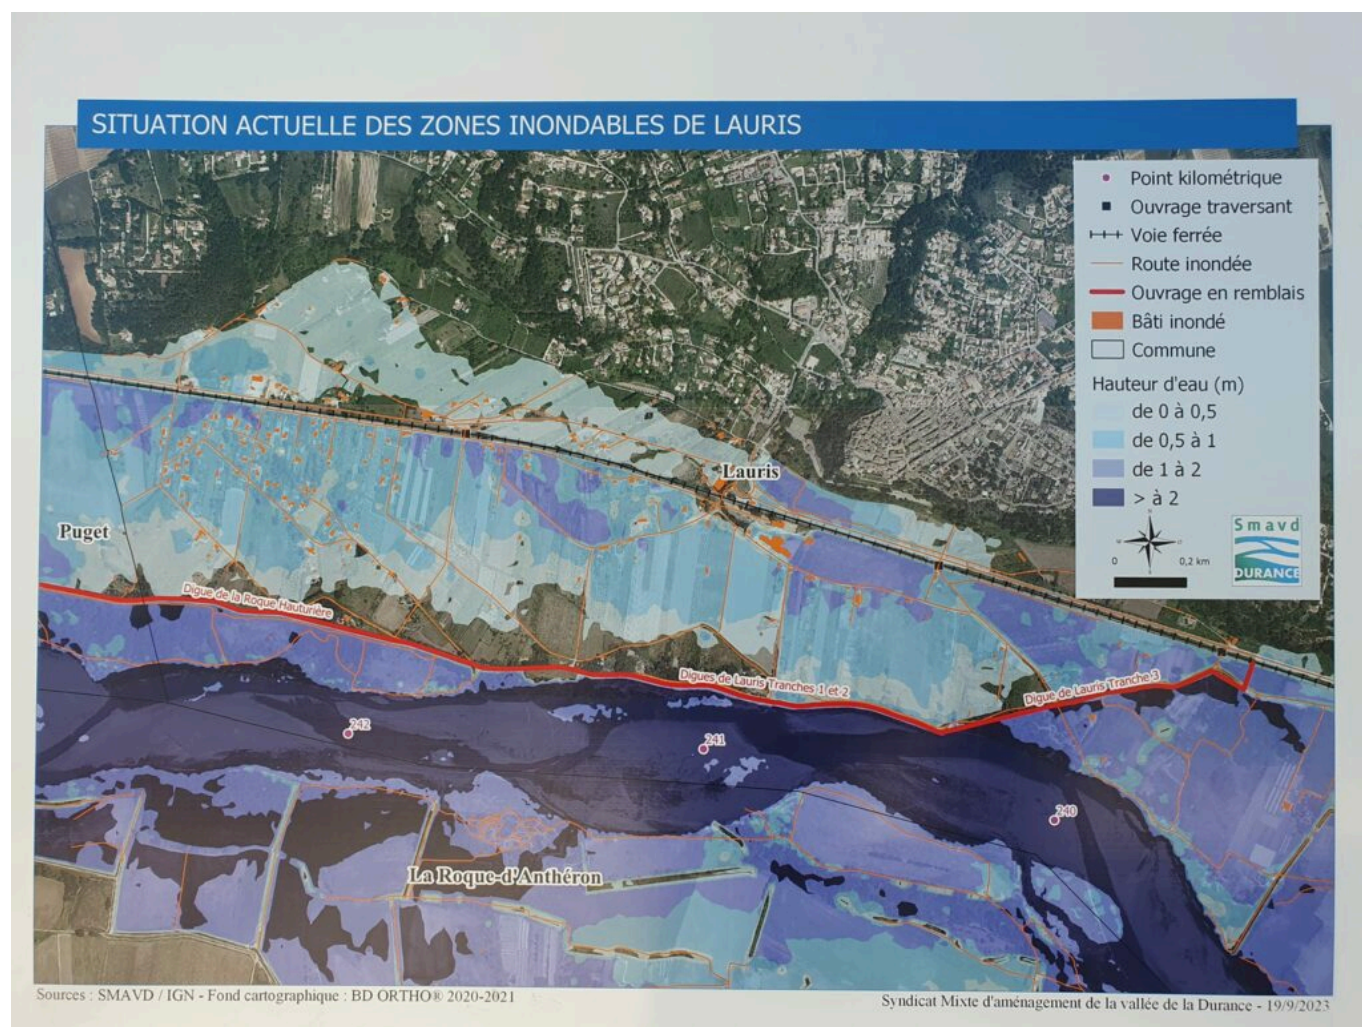 SITUATION ACTUELLE DES ZONES INONDABLES DE LAURIS
Point kilométrique
Ouvrage traversant
Voie ferrée
Route inondée
Ouvrage en remblais
Bâti inondé
Commune
Hauteur d'eau (m)
de 0 à 0,5
de 0,5 à 1
de 1 à 2
> à 2
0 0,2 km
Smavd
DURANCE
Lauris
Puget
Digue de la Roque Hauturière
Digues de Lauris Tranches 1 et 2
Digue de Lauris Tranche 3
242
241
240
La Roque-d'Anthéron
Sources : SMAVD / IGN - Fond cartographique : BD ORTHO® 2020-2021
Syndicat Mixte d'aménagement de la vallée de la Durance - 19/9/2023